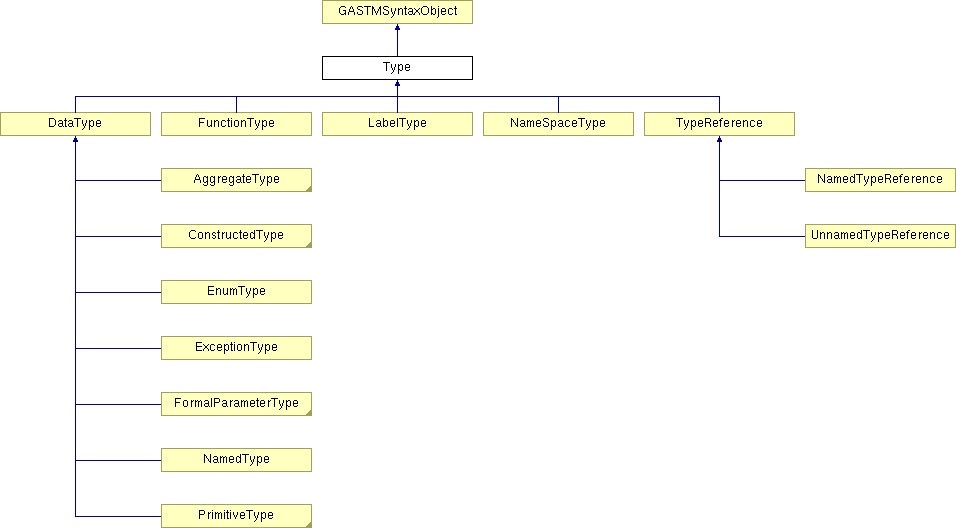 GASTMSyntaxObject
Type
DataType
FunctionType
LabelType
NameSpaceType
TypeReference
AggregateType
NamedTypeReference
ConstructedType
UnnamedTypeReference
EnumType
ExceptionType
FormalParameterType
NamedType
PrimitiveType